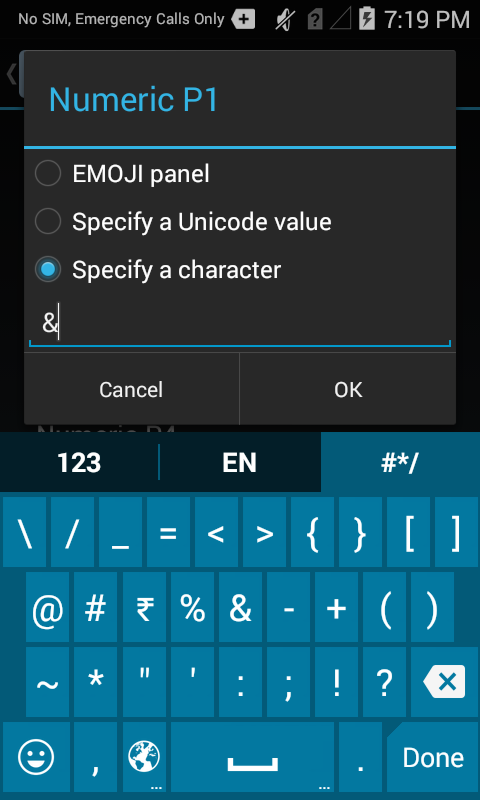 No SIM, Emergency Calls Only 7:19 PM
Numeric P1
EMOJI panel
Specify a Unicode value
Specify a character
&
Cancel OK
123 EN #*/
\ / _ = < > { } [ ]
@ # ₹ % & - + ( )
~ * " ' : ; ! ?
, ... ... . Done